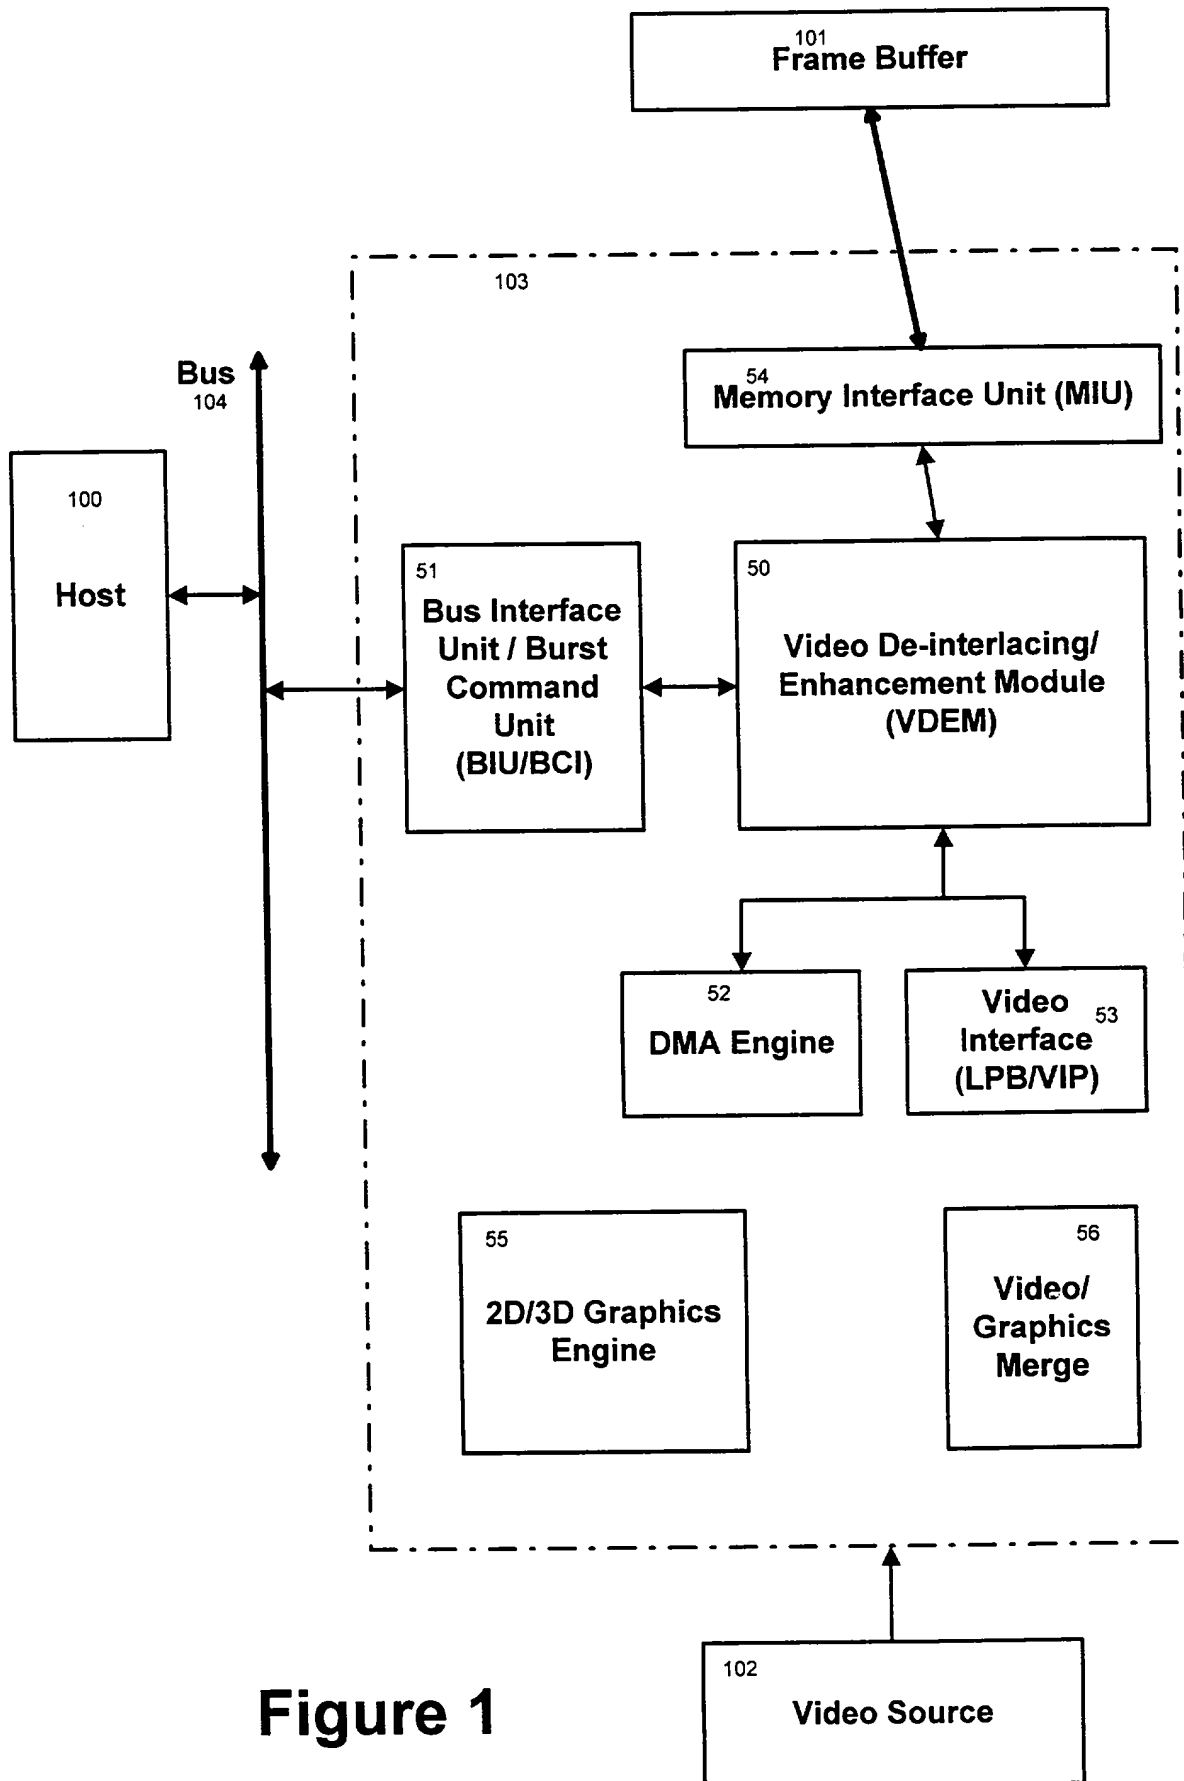 101
Frame Buffer
103
Bus
104
54
Memory Interface Unit (MIU)
100
Host
51
Bus Interface
Unit / Burst
Command
Unit
(BIU/BCI)
50
Video De-interlacing/
Enhancement Module
(VDEM)
52
DMA Engine
Video
Interface
(LPB/VIP)
53
55
2D/3D Graphics
Engine
56
Video/
Graphics
Merge
102
Video Source
Figure 1